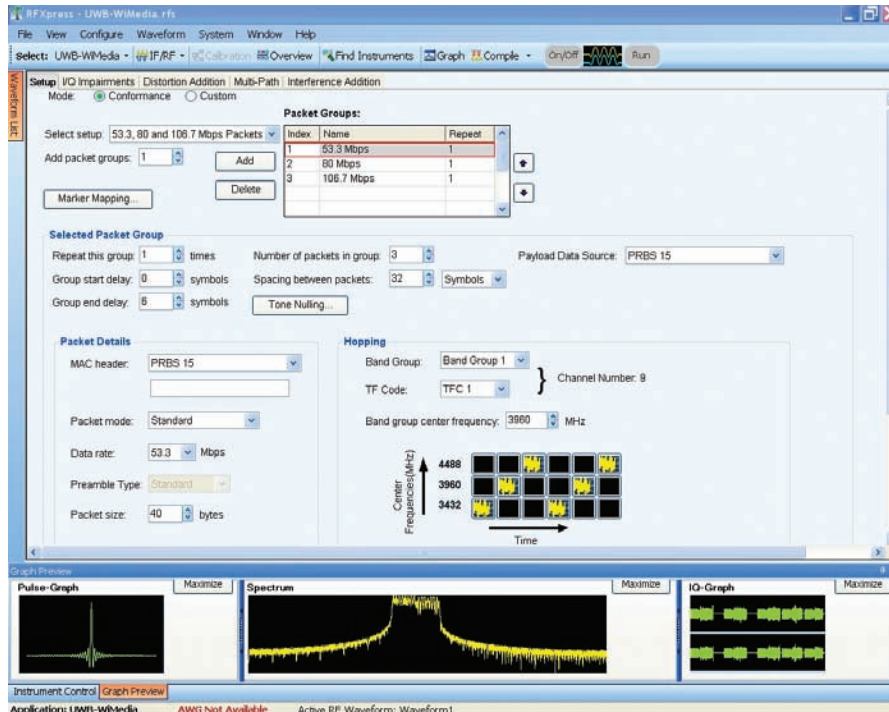 RFXpress - UWB-WiMedia.rfs
File View Configure Waveform System Window Help
Select: UWB-WiMedia IF/RF Calibration Overview Find Instruments Graph Comple On/Off Run
Waveform List
Setup I/Q Impairments Distortion Addition Multi-Path Interference Addition
Mode: Conformance Custom
Packet Groups:
Select setup: 53.3, 80 and 106.7 Mbps Packets
Index Name Repeat
1 53.3 Mbps 1
2 80 Mbps 1
3 106.7 Mbps 1
Add packet groups: 1 Add
Delete
Marker Mapping...
Selected Packet Group
Repeat this group: 1 times Number of packets in group: 3 Payload Data Source: PRBS 15
Group start delay: 0 symbols Spacing between packets: 32 Symbols
Group end delay: 6 symbols Tone Nulling...
Packet Details
MAC header: PRBS 15
Packet mode: Standard
Data rate: 53.3 Mbps
Preamble Type: Standard
Packet size: 40 bytes
Hopping
Band Group: Band Group 1
TF Code: TFC 1
} Channel Number: 9
Band group center frequency: 3960 MHz
Center Frequencies(MHz)
4488
3960
3432
Time
Graph Preview
Pulse-Graph Maximize Spectrum Maximize IQ-Graph Maximize
Instrument Control Graph Preview
Application: UWB-WiMedia AWG Not Available Active RF Waveform: Waveform1